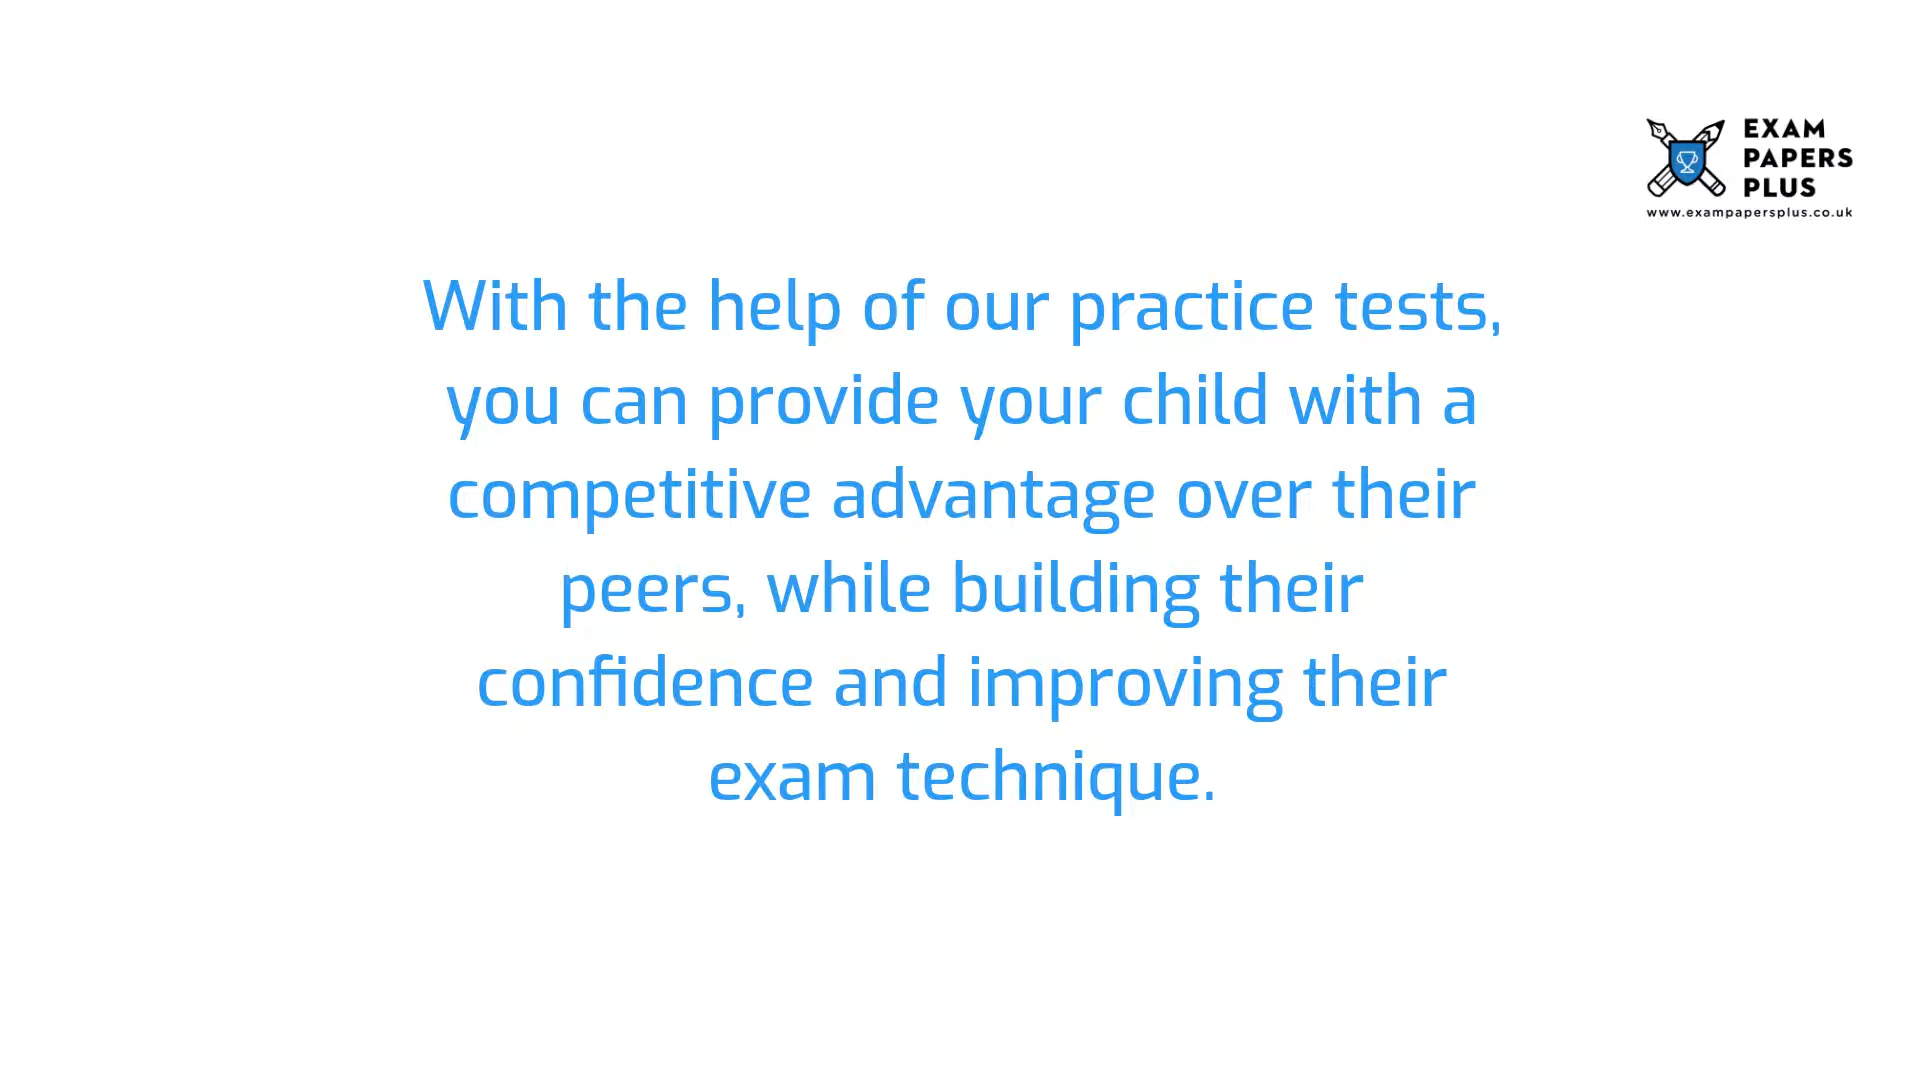 EXAM
PAPERS
PLUS
www.exampapersplus.co.uk
With the help of our practice tests,
you can provide your child with a
competitive advantage over their
peers, while building their
confidence and improving their
exam technique.